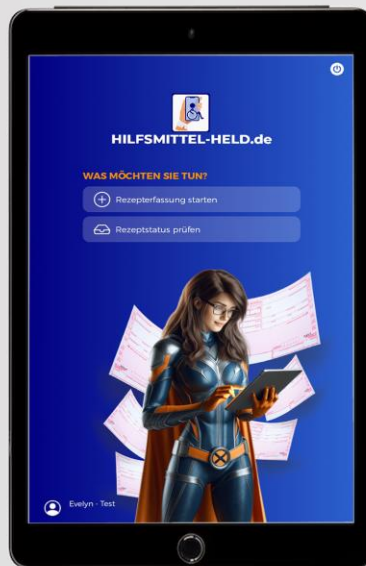 HILFSMITTEL-HELD.de
WAS MÖCHTEN SIE TUN?
Rezepterfassung starten
Rezeptstatus prüfen
Evelyn - Test